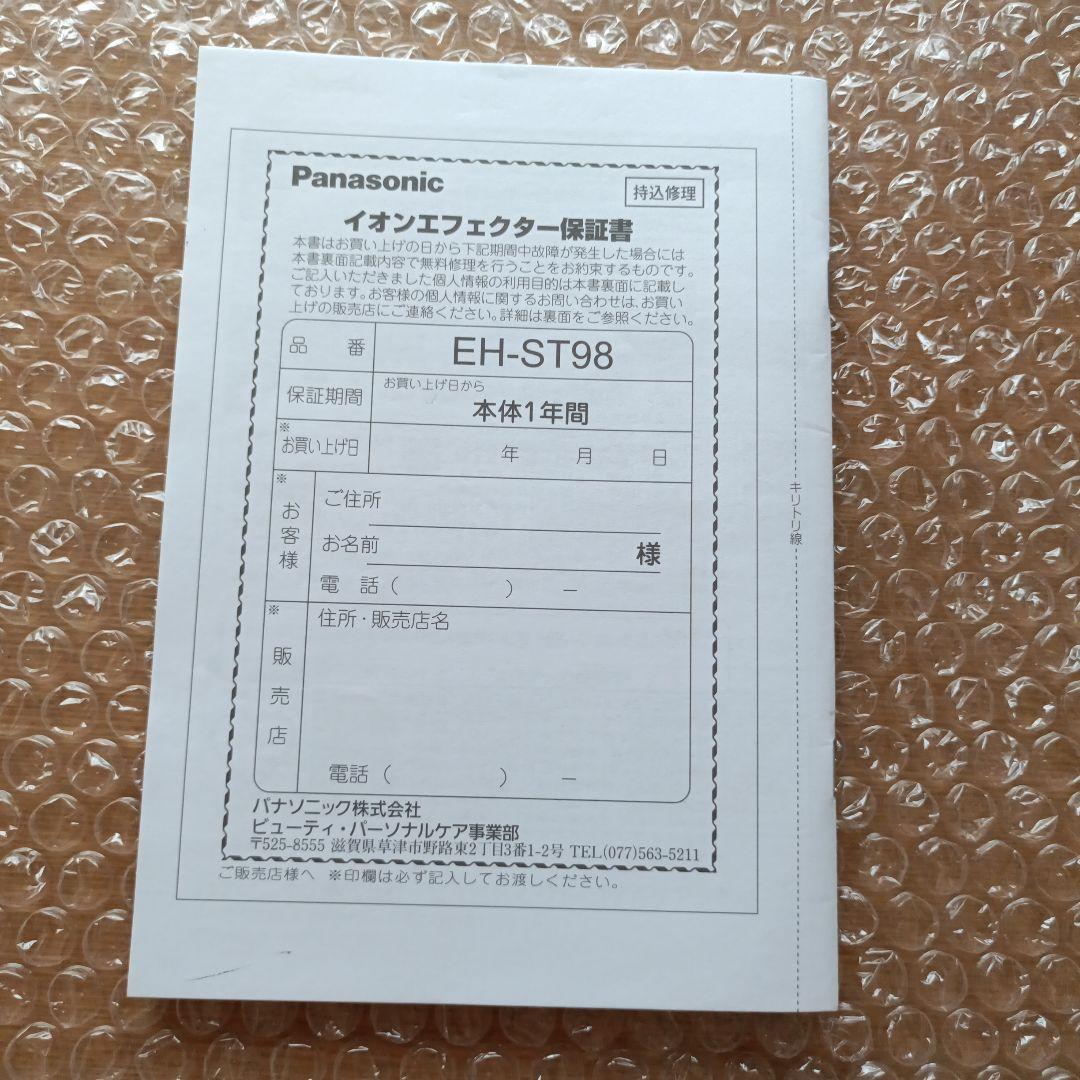 Panasonic
持込修理
イオンエフェクター保証書
本書はお買い上げの日から下記期間中故障が発生した場合には
本書裏面記載内容で無料修理を行うことをお約束するものです。
ご記入いただきました個人情報の利用目的は本書裏面に記載し
ております。お客様の個人情報に関するお問い合わせは、お買い
上げの販売店にご連絡ください。詳細は裏面をご参照ください。
品 番 EH-ST98
保証期間 お買い上げ日から
本体1年間
※
お買い上げ日 年 月 日
※
お客様
ご住所
お名前 様
電 話 ( ) −
※
販売店
住所・販売店名
電話 ( ) −
パナソニック株式会社
ビューティ・パーソナルケア事業部
〒525-8555 滋賀県草津市野路東2丁目3番1-2号 TEL(077)563-5211
ご販売店様へ ※印欄は必ず記入してお渡しください。
キリトリ線